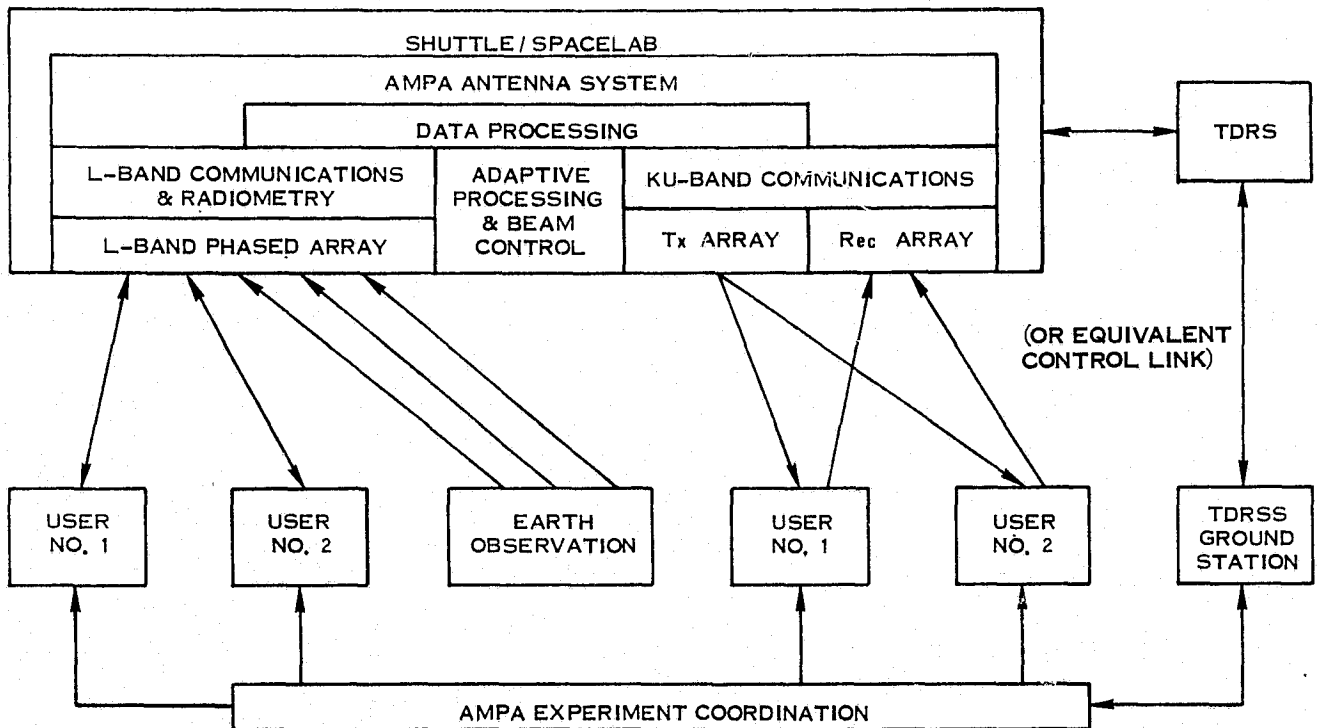 SHUTTLE/SPACELAB
AMPA ANTENNA SYSTEM
DATA PROCESSING
L-BAND COMMUNICATIONS
& RADIOMETRY
L-BAND PHASED ARRAY
ADAPTIVE
PROCESSING
& BEAM
CONTROL
KU-BAND COMMUNICATIONS
Tx ARRAY
Rec ARRAY
TDRS
(OR EQUIVALENT
CONTROL LINK)
USER
NO. 1
USER
NO. 2
EARTH
OBSERVATION
USER
NO. 1
USER
NO. 2
TDRSS
GROUND
STATION
AMPA EXPERIMENT COORDINATION